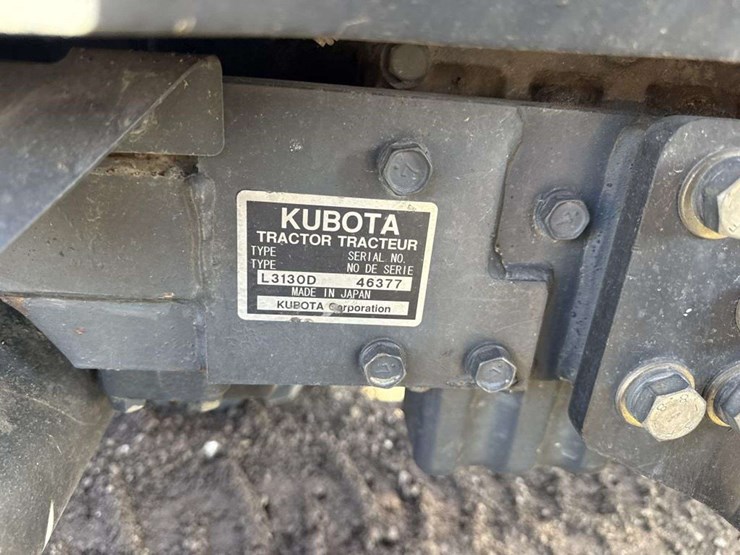 KUBOTA
TRACTOR TRACTEUR
TYPE SERIAL NO.
TYPE NO DE SERIE
L3130D 46377
MADE IN JAPAN
KUBOTA Corporation